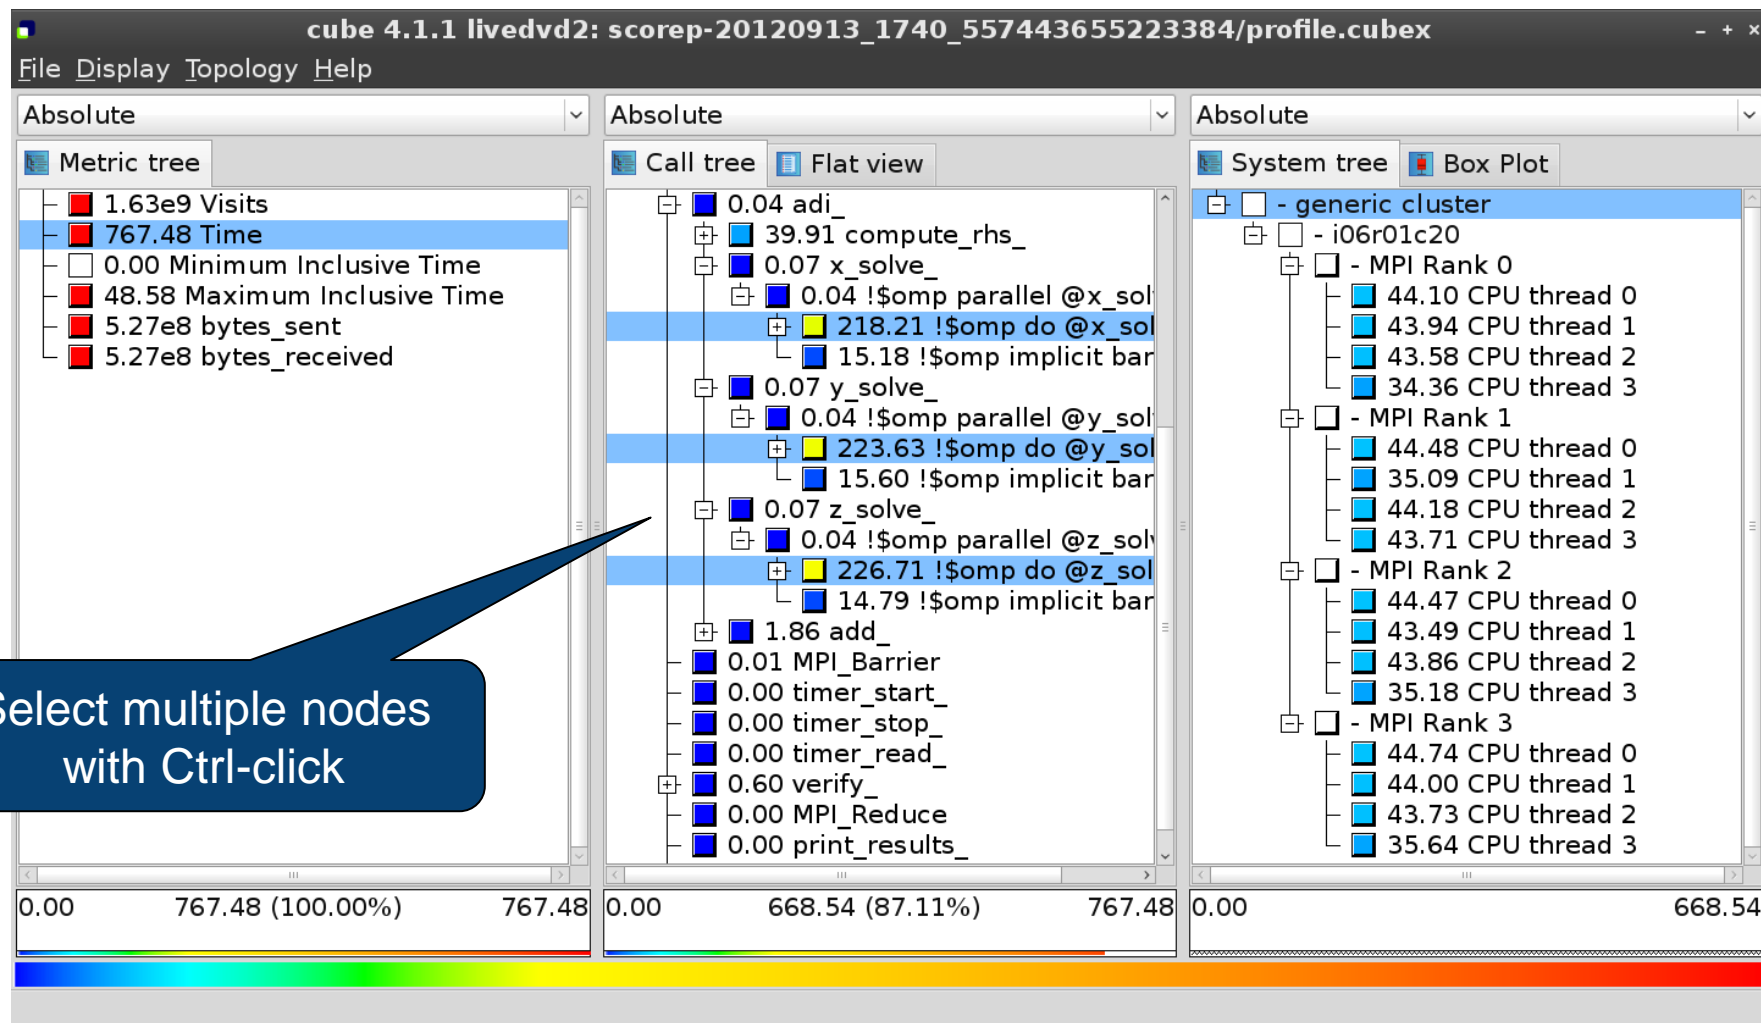 cube 4.1.1 livedvd2: scorep-20120913_1740_557443655223384/profile.cubex
File Display Topology Help
Absolute
Metric tree
1.63e9 Visits
767.48 Time
0.00 Minimum Inclusive Time
48.58 Maximum Inclusive Time
5.27e8 bytes_sent
5.27e8 bytes_received
0.00 767.48 (100.00%) 767.48
Absolute
Call tree Flat view
0.04 adi_
39.91 compute_rhs_
0.07 x_solve_
0.04 !$omp parallel @x_sol
218.21 !$omp do @x_sol
15.18 !$omp implicit bar
0.07 y_solve_
0.04 !$omp parallel @y_sol
223.63 !$omp do @y_sol
15.60 !$omp implicit bar
0.07 z_solve_
0.04 !$omp parallel @z_solv
226.71 !$omp do @z_sol
14.79 !$omp implicit bar
1.86 add_
0.01 MPI_Barrier
0.00 timer_start_
0.00 timer_stop_
0.00 timer_read_
0.60 verify_
0.00 MPI_Reduce
0.00 print_results_
0.00 668.54 (87.11%) 767.48
Absolute
System tree Box Plot
- generic cluster
- i06r01c20
- MPI Rank 0
44.10 CPU thread 0
43.94 CPU thread 1
43.58 CPU thread 2
34.36 CPU thread 3
- MPI Rank 1
44.48 CPU thread 0
35.09 CPU thread 1
44.18 CPU thread 2
43.71 CPU thread 3
- MPI Rank 2
44.47 CPU thread 0
43.49 CPU thread 1
43.86 CPU thread 2
35.18 CPU thread 3
- MPI Rank 3
44.74 CPU thread 0
44.00 CPU thread 1
43.73 CPU thread 2
35.64 CPU thread 3
0.00 668.54
Select multiple nodes
with Ctrl-click